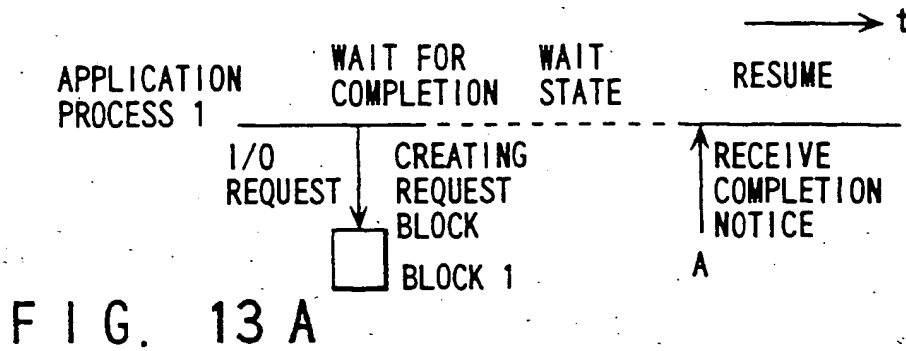 t
APPLICATION
PROCESS 1
WAIT FOR
COMPLETION
WAIT
STATE
RESUME
I/O
REQUEST
CREATING
REQUEST
BLOCK
BLOCK 1
RECEIVE
COMPLETION
NOTICE
A
FIG. 13A